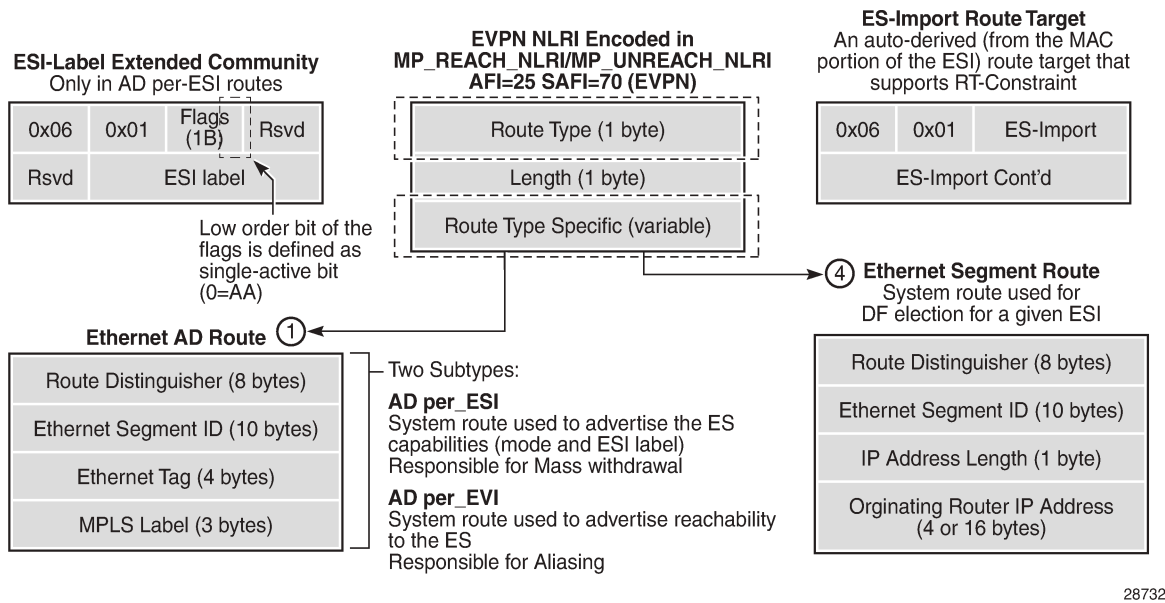 ESI-Label Extended Community
Only in AD per-ESI routes
0x06
0x01
Flags
(1B)
Rsvd
Rsvd
ESI label
Low order bit of the
flags is defined as
single-active bit
(0=AA)
EVPN NLRI Encoded in
MP_REACH_NLRI/MP_UNREACH_NLRI
AFI=25 SAFI=70 (EVPN)
Route Type (1 byte)
Length (1 byte)
Route Type Specific (variable)
ES-Import Route Target
An auto-derived (from the MAC
portion of the ESI) route target that
supports RT-Constraint
0x06
0x01
ES-Import
ES-Import Cont'd
Ethernet AD Route 1
Route Distinguisher (8 bytes)
Ethernet Segment ID (10 bytes)
Ethernet Tag (4 bytes)
MPLS Label (3 bytes)
Two Subtypes:
AD per_ESI
System route used to advertise the ES
capabilities (mode and ESI label)
Responsible for Mass withdrawal
AD per_EVI
System route used to advertise reachability
to the ES
Responsible for Aliasing
4 Ethernet Segment Route
System route used for
DF election for a given ESI
Route Distinguisher (8 bytes)
Ethernet Segment ID (10 bytes)
IP Address Length (1 byte)
Orginating Router IP Address
(4 or 16 bytes)
28732